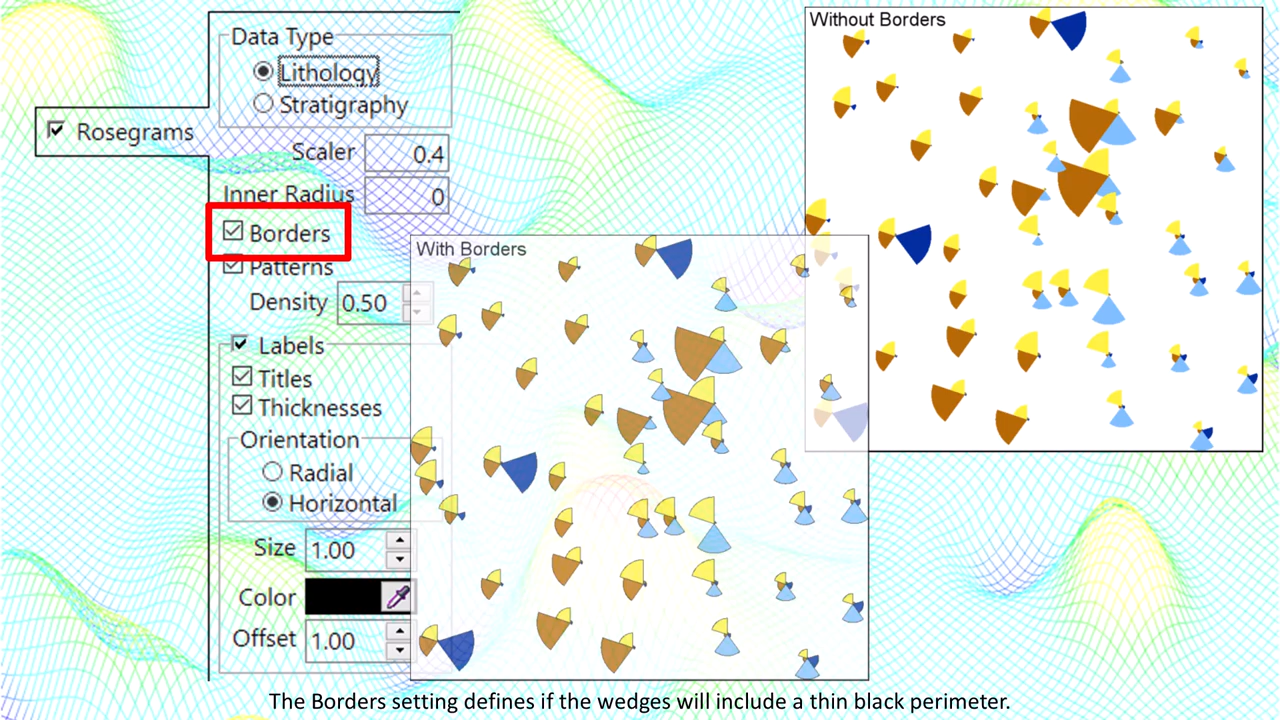 Rosegrams
Data Type
Lithology
Stratigraphy
Scaler 0.4
Inner Radius 0
Borders
Patterns
Density 0.50
Labels
Titles
Thicknesses
Orientation
Radial
Horizontal
Size 1.00
Color
Offset 1.00
With Borders
Without Borders
The Borders setting defines if the wedges will include a thin black perimeter.